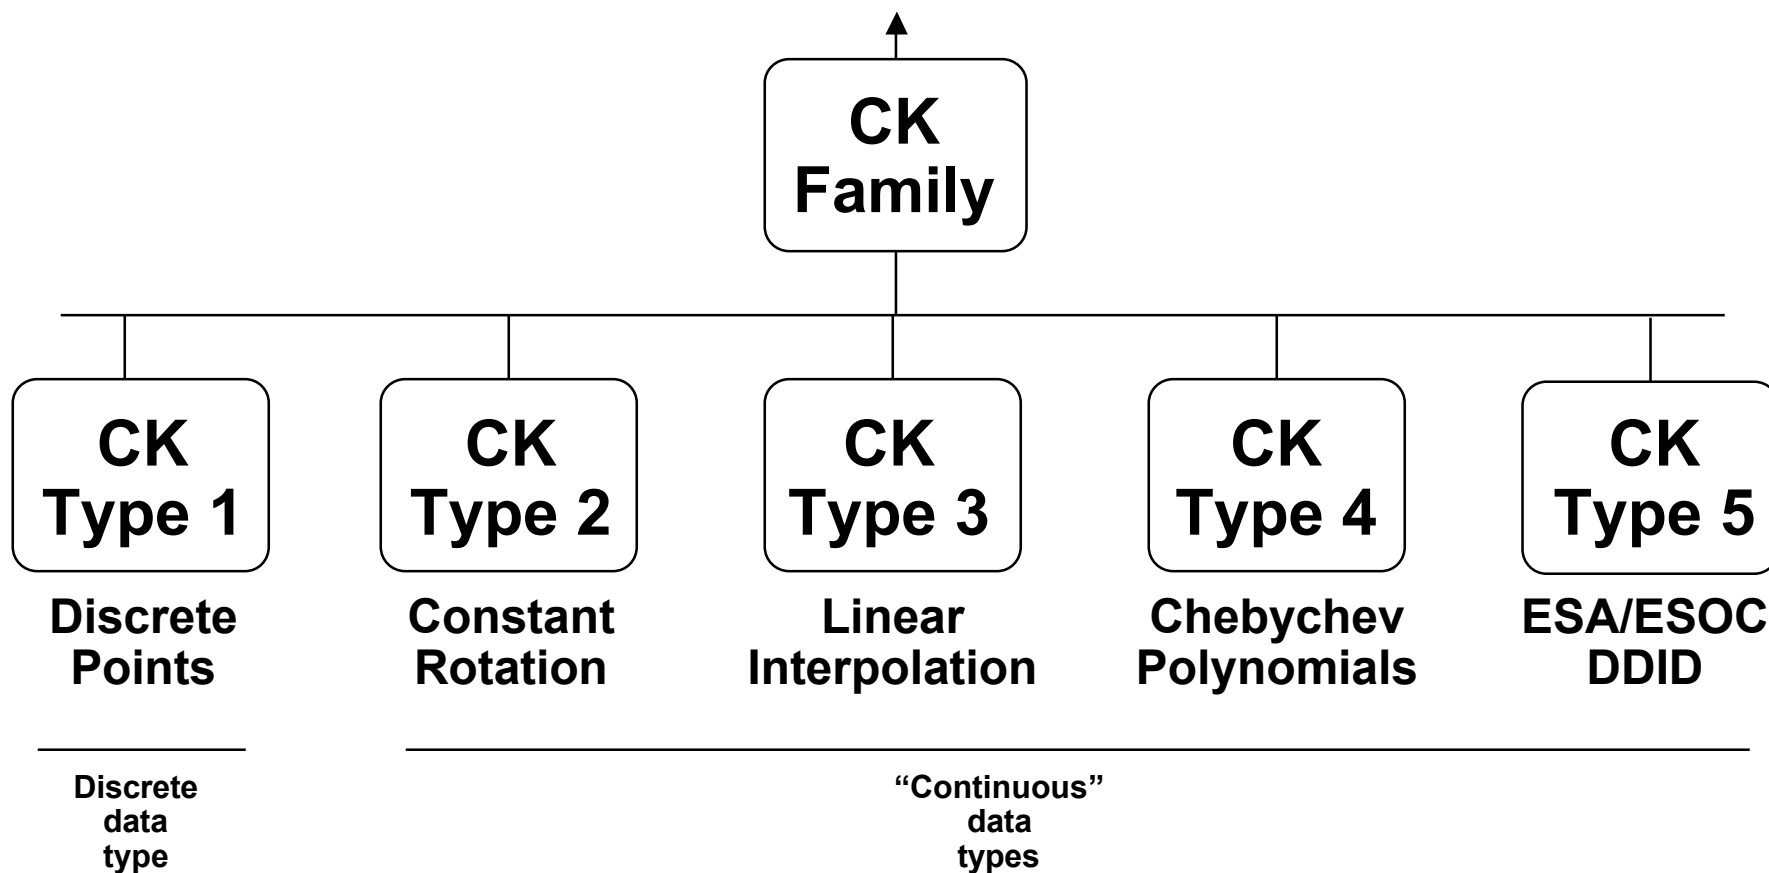 CK
Family
CK
Type 1
CK
Type 2
CK
Type 3
CK
Type 4
CK
Type 5
Discrete
Points
Constant
Rotation
Linear
Interpolation
Chebychev
Polynomials
ESA/ESOC
DDID
Discrete
data
type
“Continuous”
data
types